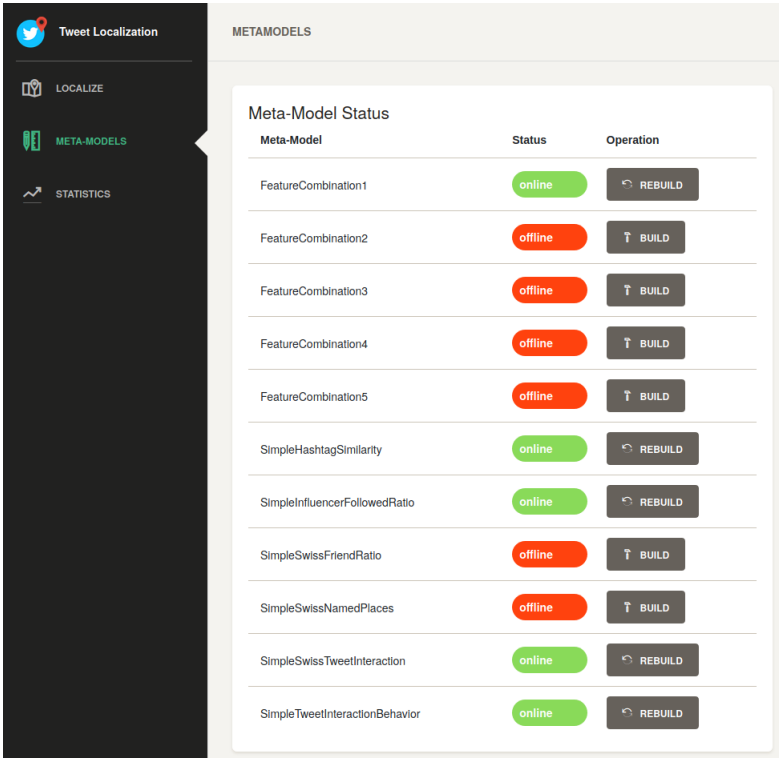 Tweet Localization
METAMODELS
LOCALIZE
META-MODELS
STATISTICS
Meta-Model Status
Meta-Model Status Operation
FeatureCombination1 online REBUILD
FeatureCombination2 offline BUILD
FeatureCombination3 offline BUILD
FeatureCombination4 offline BUILD
FeatureCombination5 offline BUILD
SimpleHashtagSimilarity online REBUILD
SimpleInfluencerFollowedRatio online REBUILD
SimpleSwissFriendRatio offline BUILD
SimpleSwissNamedPlaces offline BUILD
SimpleSwissTweetInteraction online REBUILD
SimpleTweetInteractionBehavior online REBUILD